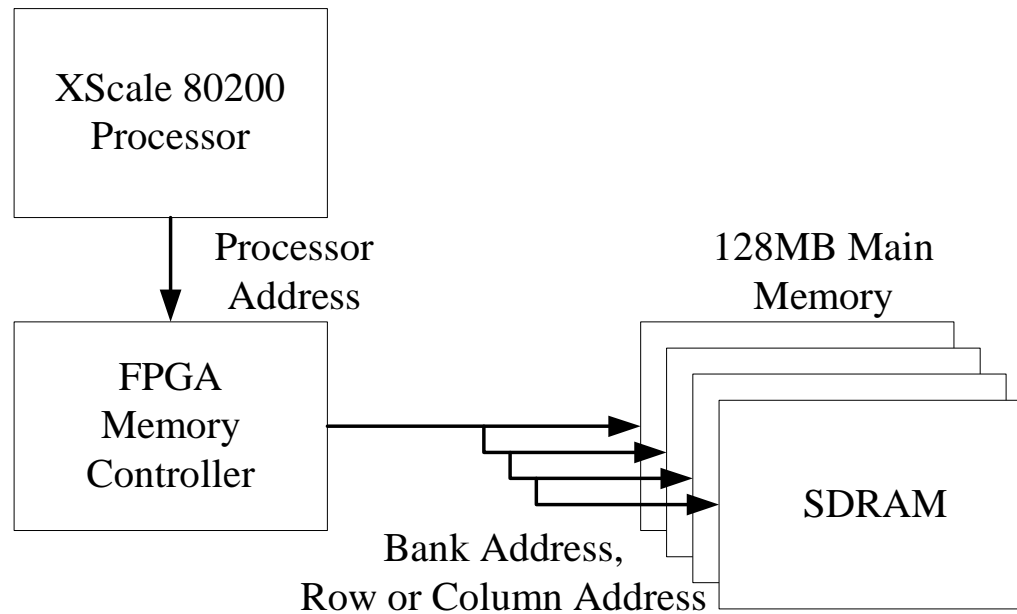 XScale 80200
Processor
Processor
Address
128MB Main
Memory
FPGA
Memory
Controller
SDRAM
Bank Address,
Row or Column Address